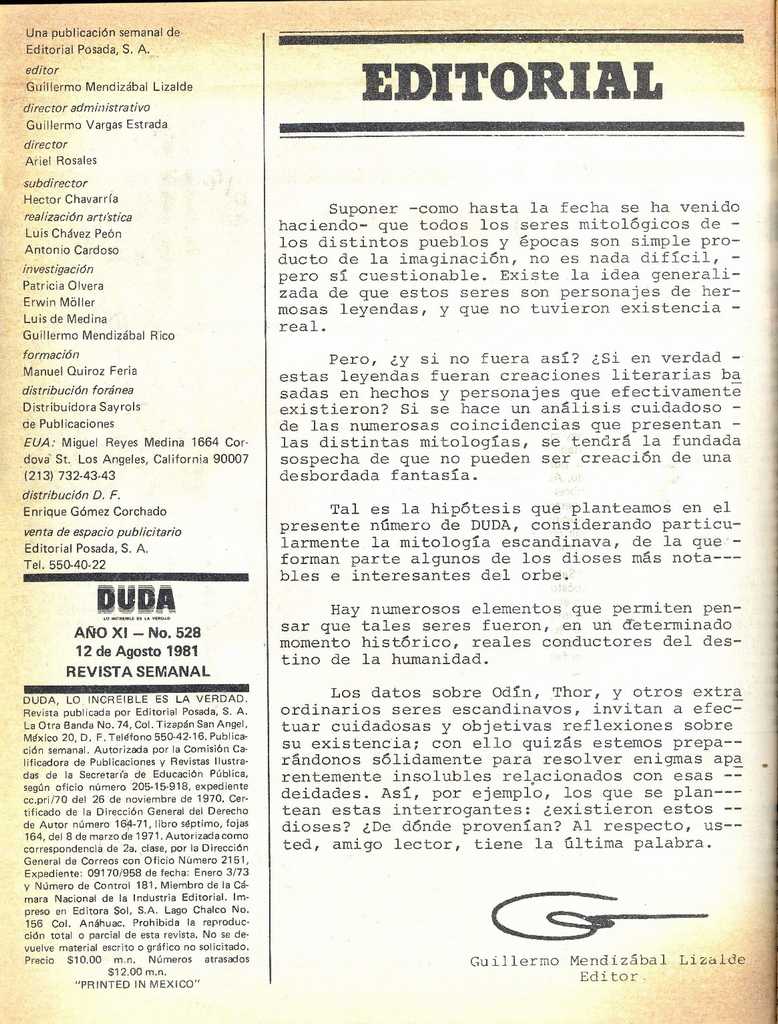 Una publicación semanal de
Editorial Posada, S. A.
editor
Guillermo Mendizábal Lizalde
director administrativo
Guillermo Vargas Estrada
director
Ariel Rosales
subdirector
Hector Chavarría
realización artística
Luis Chávez Peón
Antonio Cardoso
investigación
Patricia Olvera
Erwin Möller
Luis de Medina
Guillermo Mendizábal Rico
formación
Manuel Quiroz Feria
distribución foránea
Distribuidora Sayrols
de Publicaciones
EUA: Miguel Reyes Medina 1664 Cor-
dova St. Los Angeles, California 90007
(213) 732-43-43
distribución D. F.
Enrique Gómez Corchado
venta de espacio publicitario
Editorial Posada, S. A.
Tel. 550-40-22
DUDA
LO INCREIBLE ES LA VERDAD
AÑO XI – No. 528
12 de Agosto 1981
REVISTA SEMANAL
DUDA, LO INCREIBLE ES LA VERDAD.
Revista publicada por Editorial Posada, S. A.
La Otra Banda No. 74, Col. Tizapán San Angel,
México 20, D. F. Teléfono 550-42-16. Publica-
ción semanal. Autorizada por la Comisión Ca-
lificadora de Publicaciones y Revistas Ilustra-
das de la Secretaría de Educación Pública,
según oficio número 205-15-918, expediente
cc.pri/70 del 26 de noviembre de 1970. Cer-
tificado de la Dirección General del Derecho
de Autor número 164-71, libro séptimo, fojas
164, del 8 de marzo de 1971. Autorizada como
correspondencia de 2a. clase, por la Dirección
General de Correos con Oficio Número 2151,
Expediente: 09170/958 de fecha: Enero 3/73
y Número de Control 181. Miembro de la Cá-
mara Nacional de la Industria Editorial. Im-
preso en Editora Sol, S.A. Lago Chalco No.
156 Col. Anáhuac. Prohibida la reproduc-
ción total o parcial de esta revista. No se de-
vuelve material escrito o gráfico no solicitado.
Precio $10.00 m.n. Números atrasados
$12.00 m.n.
"PRINTED IN MEXICO"
EDITORIAL
Suponer -como hasta la fecha se ha venido
haciendo- que todos los seres mitológicos de -
los distintos pueblos y épocas son simple pro-
ducto de la imaginación, no es nada difícil, -
pero sí cuestionable. Existe la idea generali-
zada de que estos seres son personajes de her-
mosas leyendas, y que no tuvieron existencia -
real.
Pero, ¿y si no fuera así? ¿Si en verdad -
estas leyendas fueran creaciones literarias ba
sadas en hechos y personajes que efectivamente
existieron? Si se hace un análisis cuidadoso -
de las numerosas coincidencias que presentan -
las distintas mitologías, se tendrá la fundada
sospecha de que no pueden ser creación de una
desbordada fantasía.
Tal es la hipótesis que planteamos en el
presente número de DUDA, considerando particu-
larmente la mitología escandinava, de la que -
forman parte algunos de los dioses más nota---
bles e interesantes del orbe.
Hay numerosos elementos que permiten pen-
sar que tales seres fueron, en un determinado
momento histórico, reales conductores del des-
tino de la humanidad.
Los datos sobre Odín, Thor, y otros extra
ordinarios seres escandinavos, invitan a efec-
tuar cuidadosas y objetivas reflexiones sobre
su existencia; con ello quizás estemos prepa--
rándonos sólidamente para resolver enigmas apa
rentemente insolubles relacionados con esas --
deidades. Así, por ejemplo, los que se plan---
tean estas interrogantes: ¿existieron estos --
dioses? ¿De dónde provenían? Al respecto, us--
ted, amigo lector, tiene la última palabra.
Guillermo Mendizábal Lizalde
Editor.